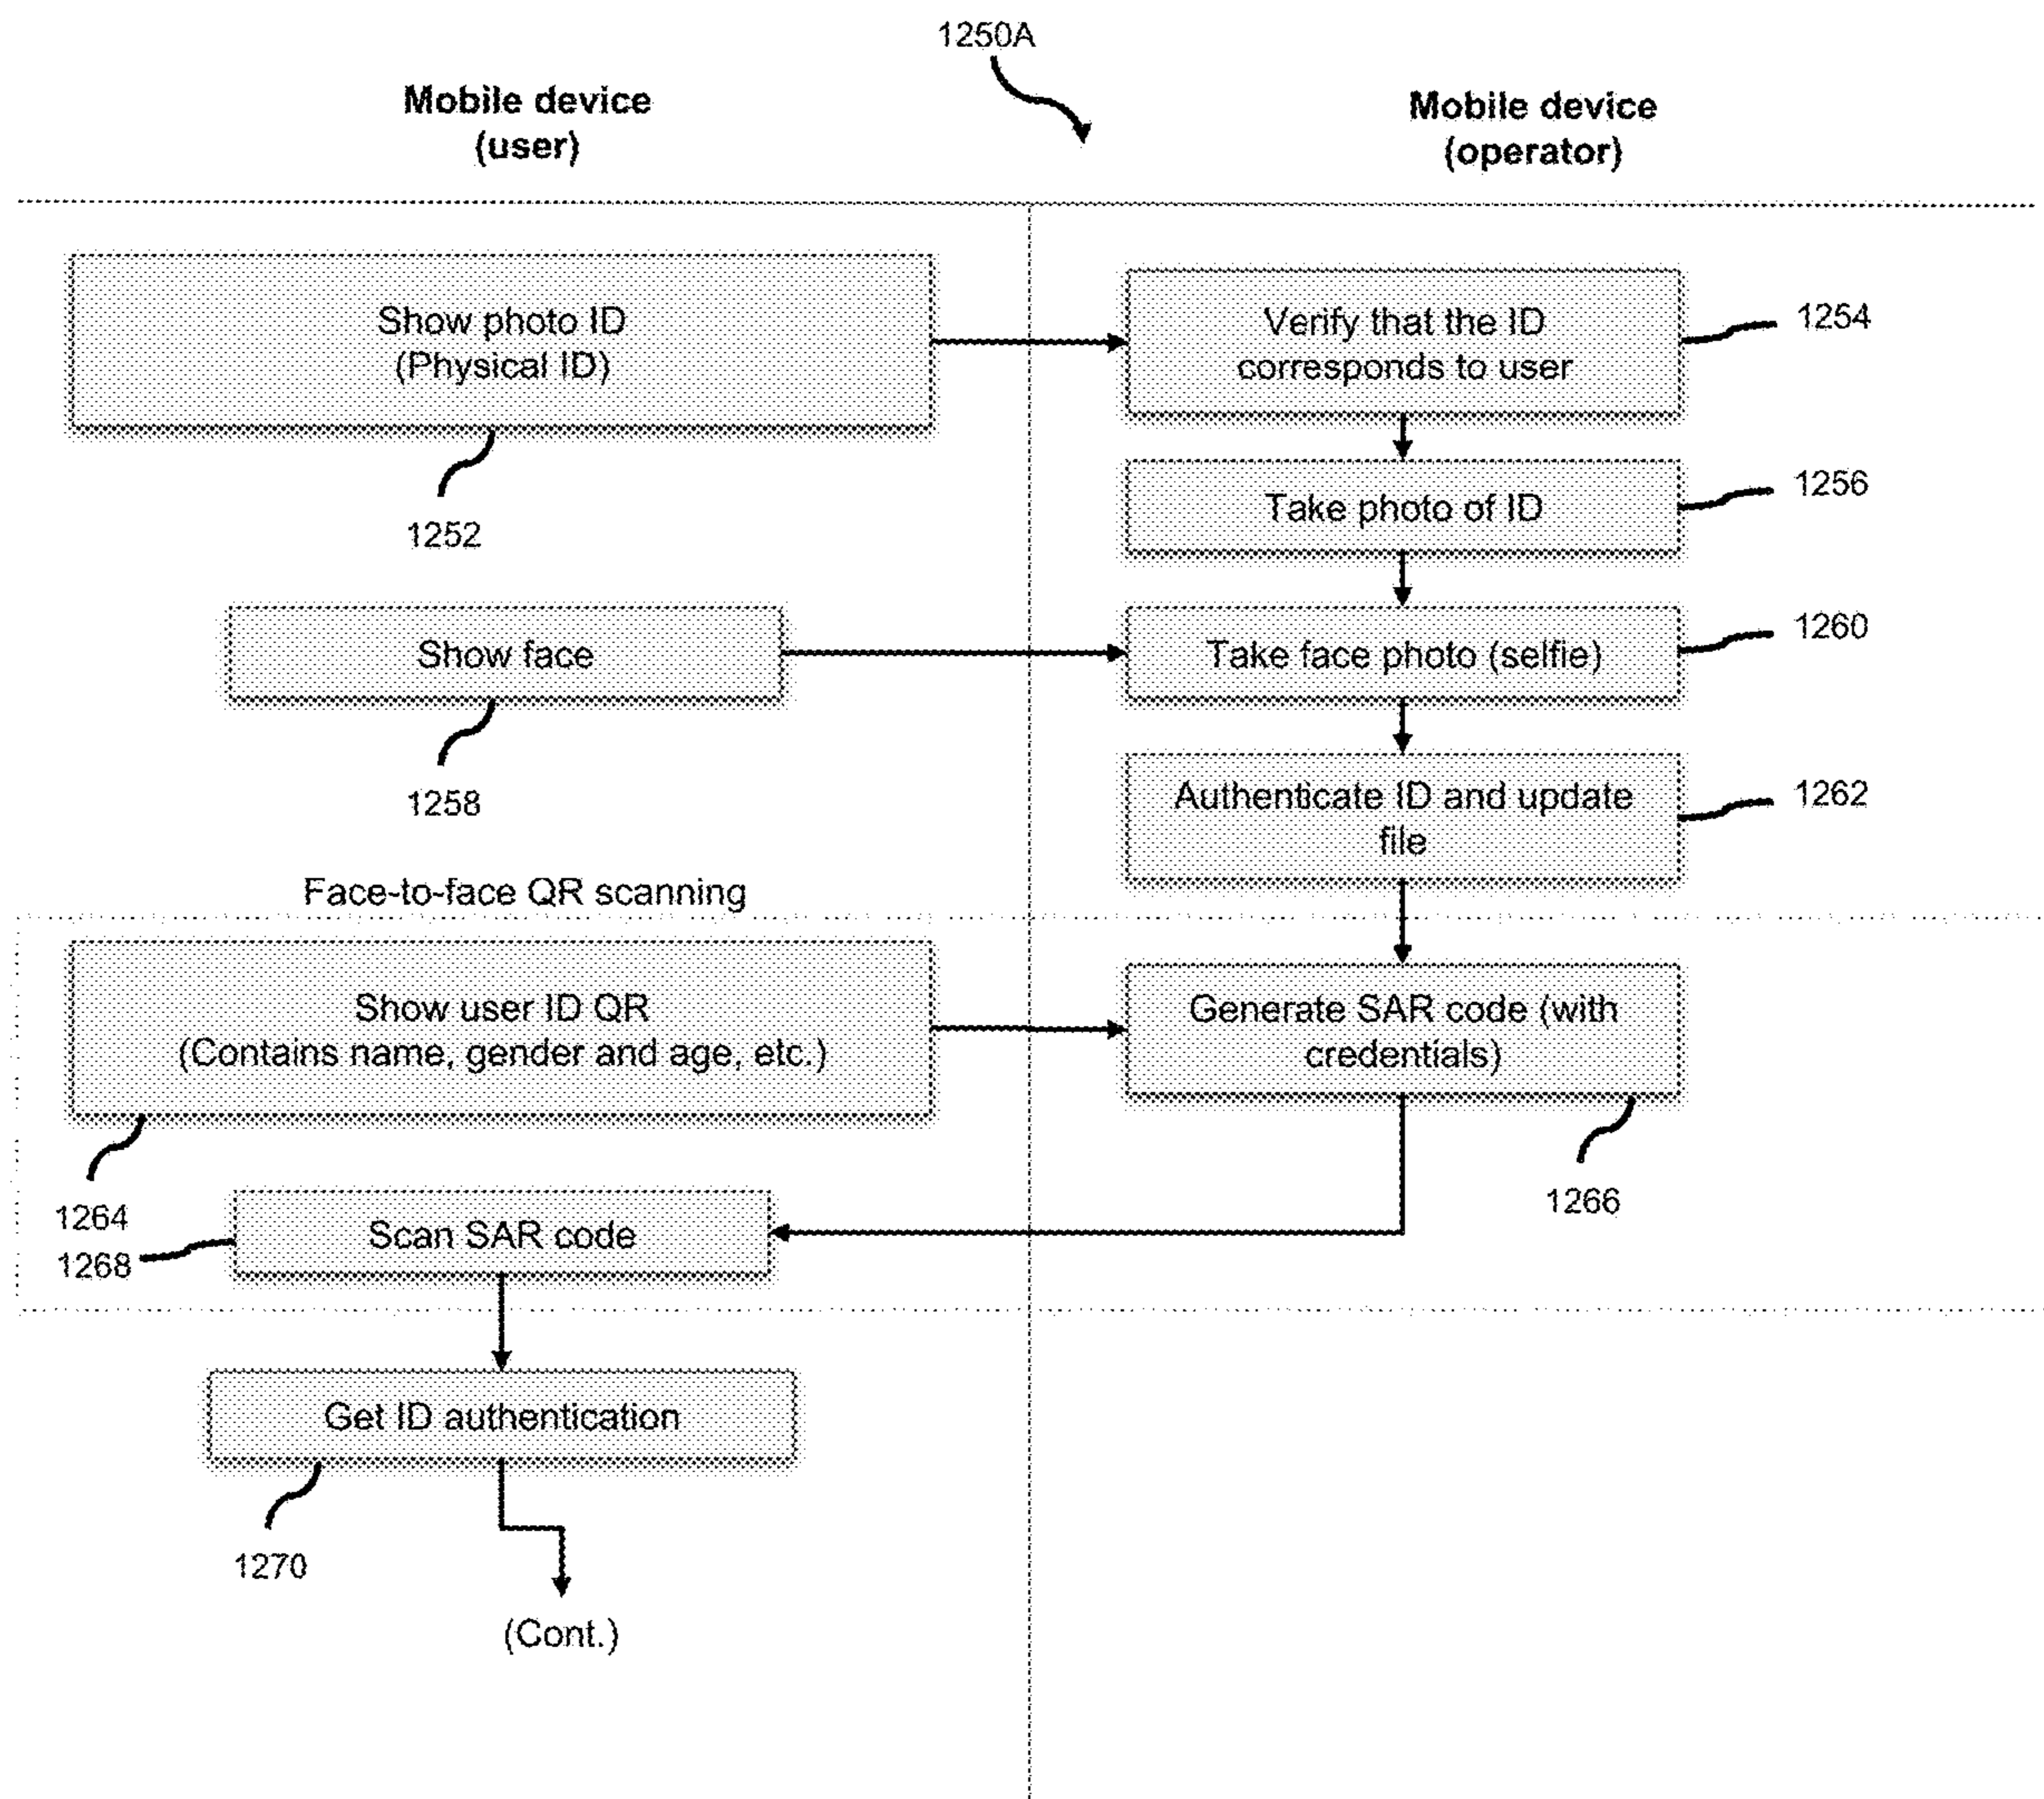 1250A
Mobile device
(user)
Mobile device
(operator)
Show photo ID
(Physical ID)
1252
Verify that the ID
corresponds to user
1254
Take photo of ID
1256
Show face
1258
Take face photo (selfie)
1260
Authenticate ID and update
file
1262
Face-to-face QR scanning
Show user ID QR
(Contains name, gender and age, etc.)
1264
Generate SAR code (with
credentials)
1266
Scan SAR code
1268
Get ID authentication
1270
(Cont.)